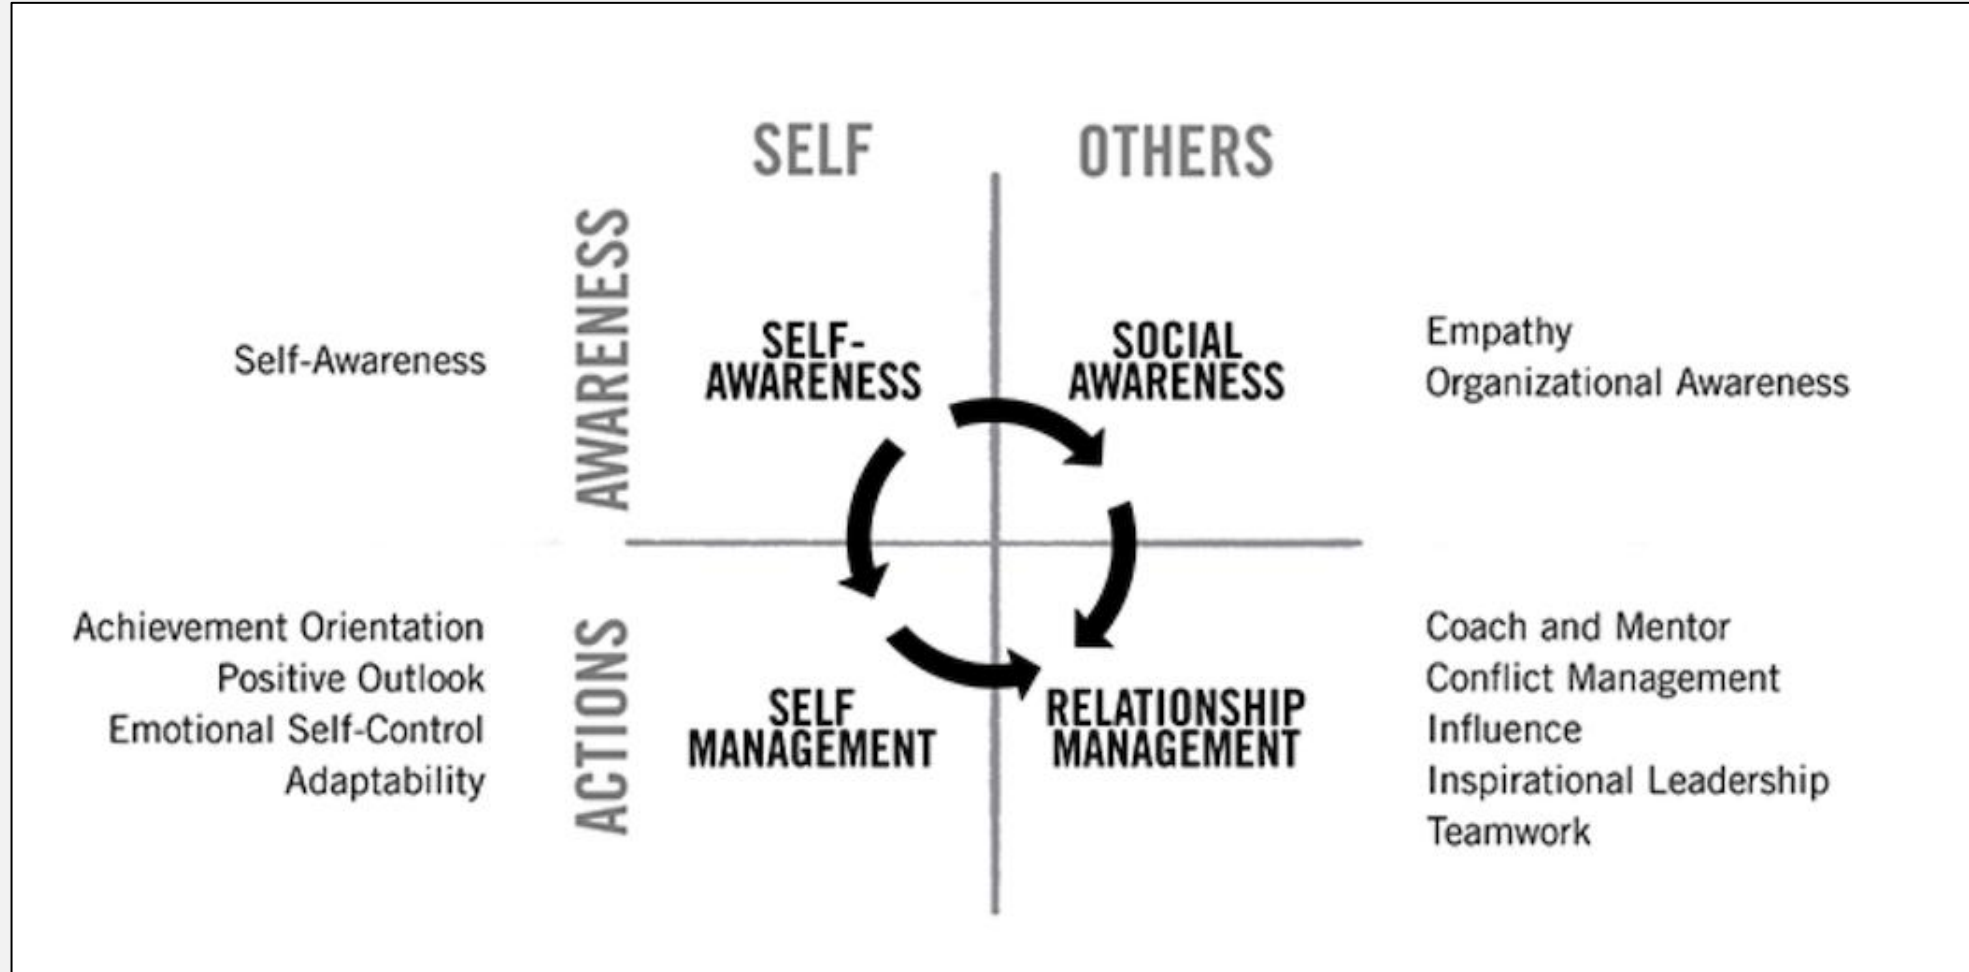 SELF
OTHERS
AWARENESS
Self-Awareness
SELF-
AWARENESS
SOCIAL
AWARENESS
Empathy
Organizational Awareness
ACTIONS
Achievement Orientation
Positive Outlook
Emotional Self-Control
Adaptability
SELF
MANAGEMENT
RELATIONSHIP
MANAGEMENT
Coach and Mentor
Conflict Management
Influence
Inspirational Leadership
Teamwork